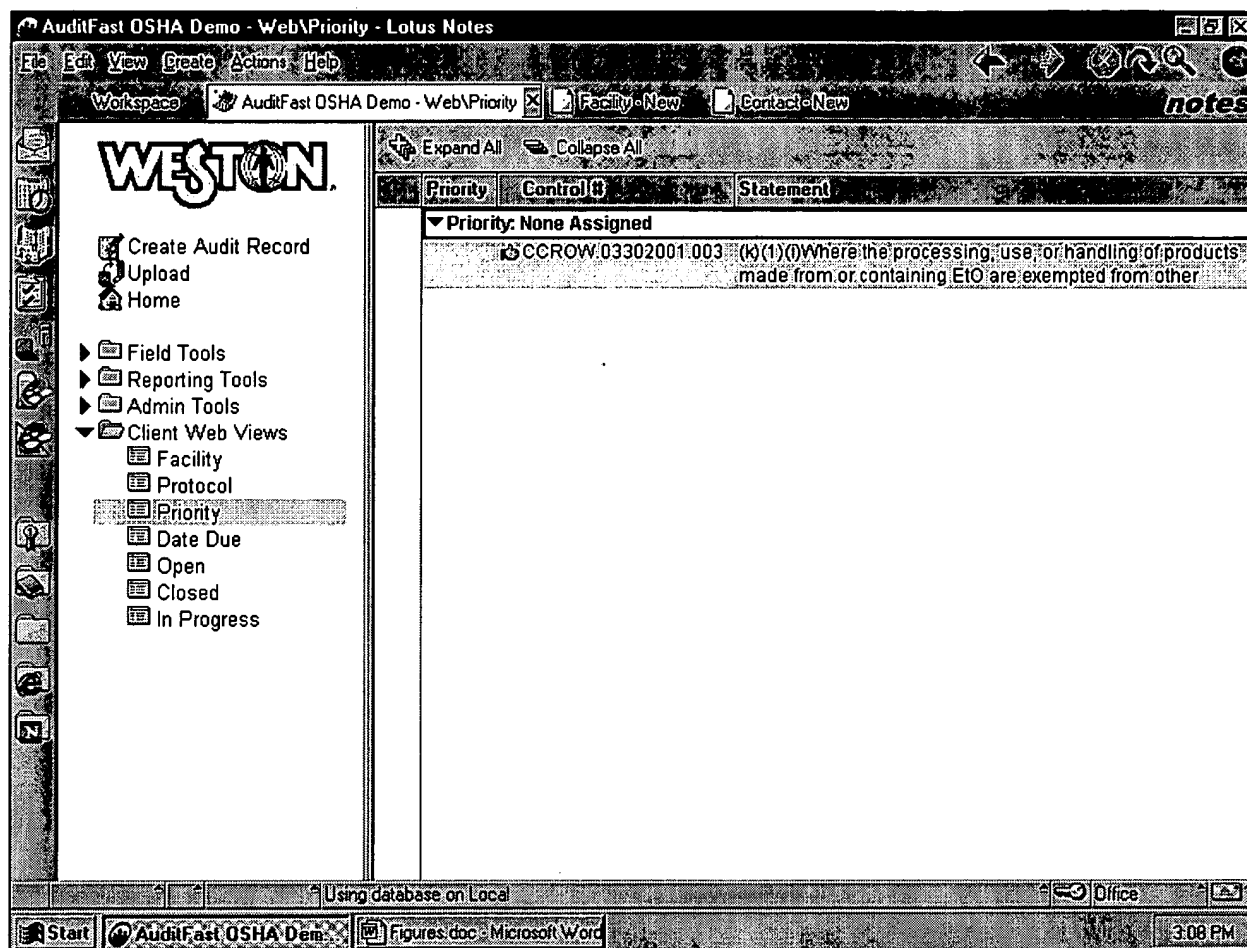 AuditFast OSHA Demo - Web\Priority - Lotus Notes
File Edit View Create Actions Help
Workspace AuditFast OSHA Demo - Web\Priority Facility - New Contact - New notes
WESTON.
Expand All Collapse All
Priority Control # Statement
Priority: None Assigned
CCROW.03302001.003 (k)(1)(i)Where the processing, use, or handling of products
made from or containing EtO are exempted from other
Create Audit Record
Upload
Home
Field Tools
Reporting Tools
Admin Tools
Client Web Views
Facility
Protocol
Priority
Date Due
Open
Closed
In Progress
Using database on Local Office
Start AuditFast OSHA Dem... Figures.doc - Microsoft Word 3:08 PM